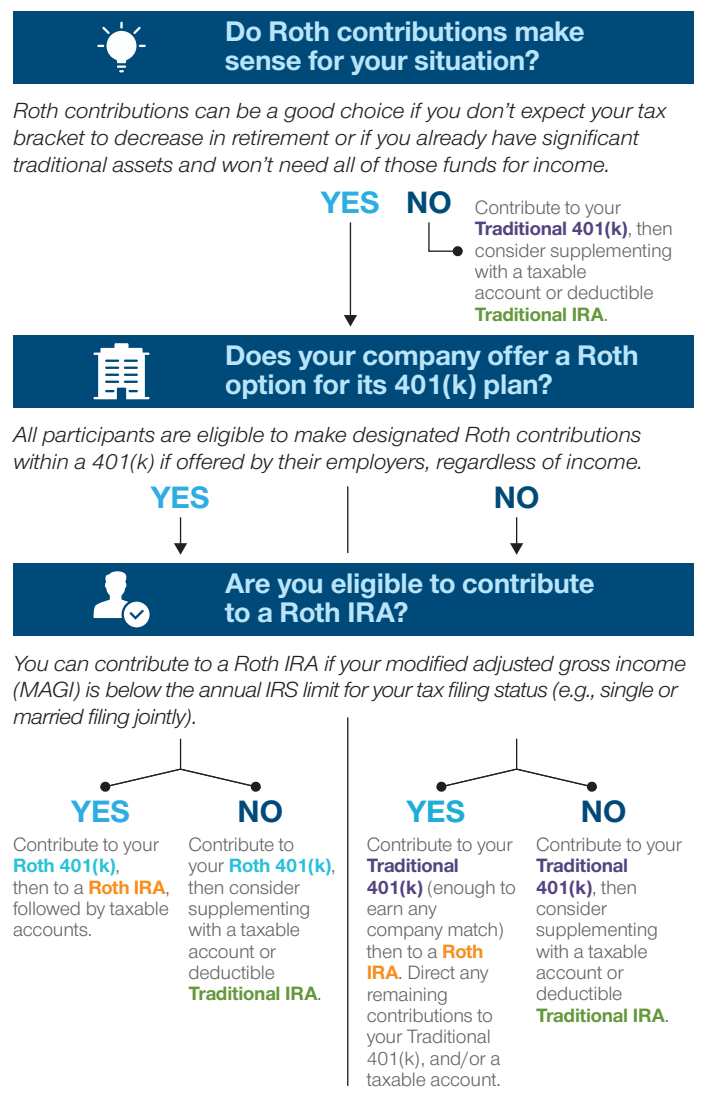 Do Roth contributions make
sense for your situation?
Roth contributions can be a good choice if you don’t expect your tax
bracket to decrease in retirement or if you already have significant
traditional assets and won’t need all of those funds for income.
YES
NO
Contribute to your
Traditional 401(k), then
consider supplementing
with a taxable
account or deductible
Traditional IRA.
Does your company offer a Roth
option for its 401(k) plan?
All participants are eligible to make designated Roth contributions
within a 401(k) if offered by their employers, regardless of income.
YES
NO
Are you eligible to contribute
to a Roth IRA?
You can contribute to a Roth IRA if your modified adjusted gross income
(MAGI) is below the annual IRS limit for your tax filing status (e.g., single or
married filing jointly).
YES
Contribute to your
Roth 401(k),
then to a Roth IRA,
followed by taxable
accounts.
NO
Contribute to
your Roth 401(k),
then consider
supplementing
with a taxable
account or
deductible
Traditional IRA.
YES
Contribute to your
Traditional
401(k) (enough to
earn any
company match)
then to a Roth
IRA. Direct any
remaining
contributions to
your Traditional
401(k), and/or a
taxable account.
NO
Contribute to your
Traditional
401(k), then
consider
supplementing
with a taxable
account or
deductible
Traditional IRA.